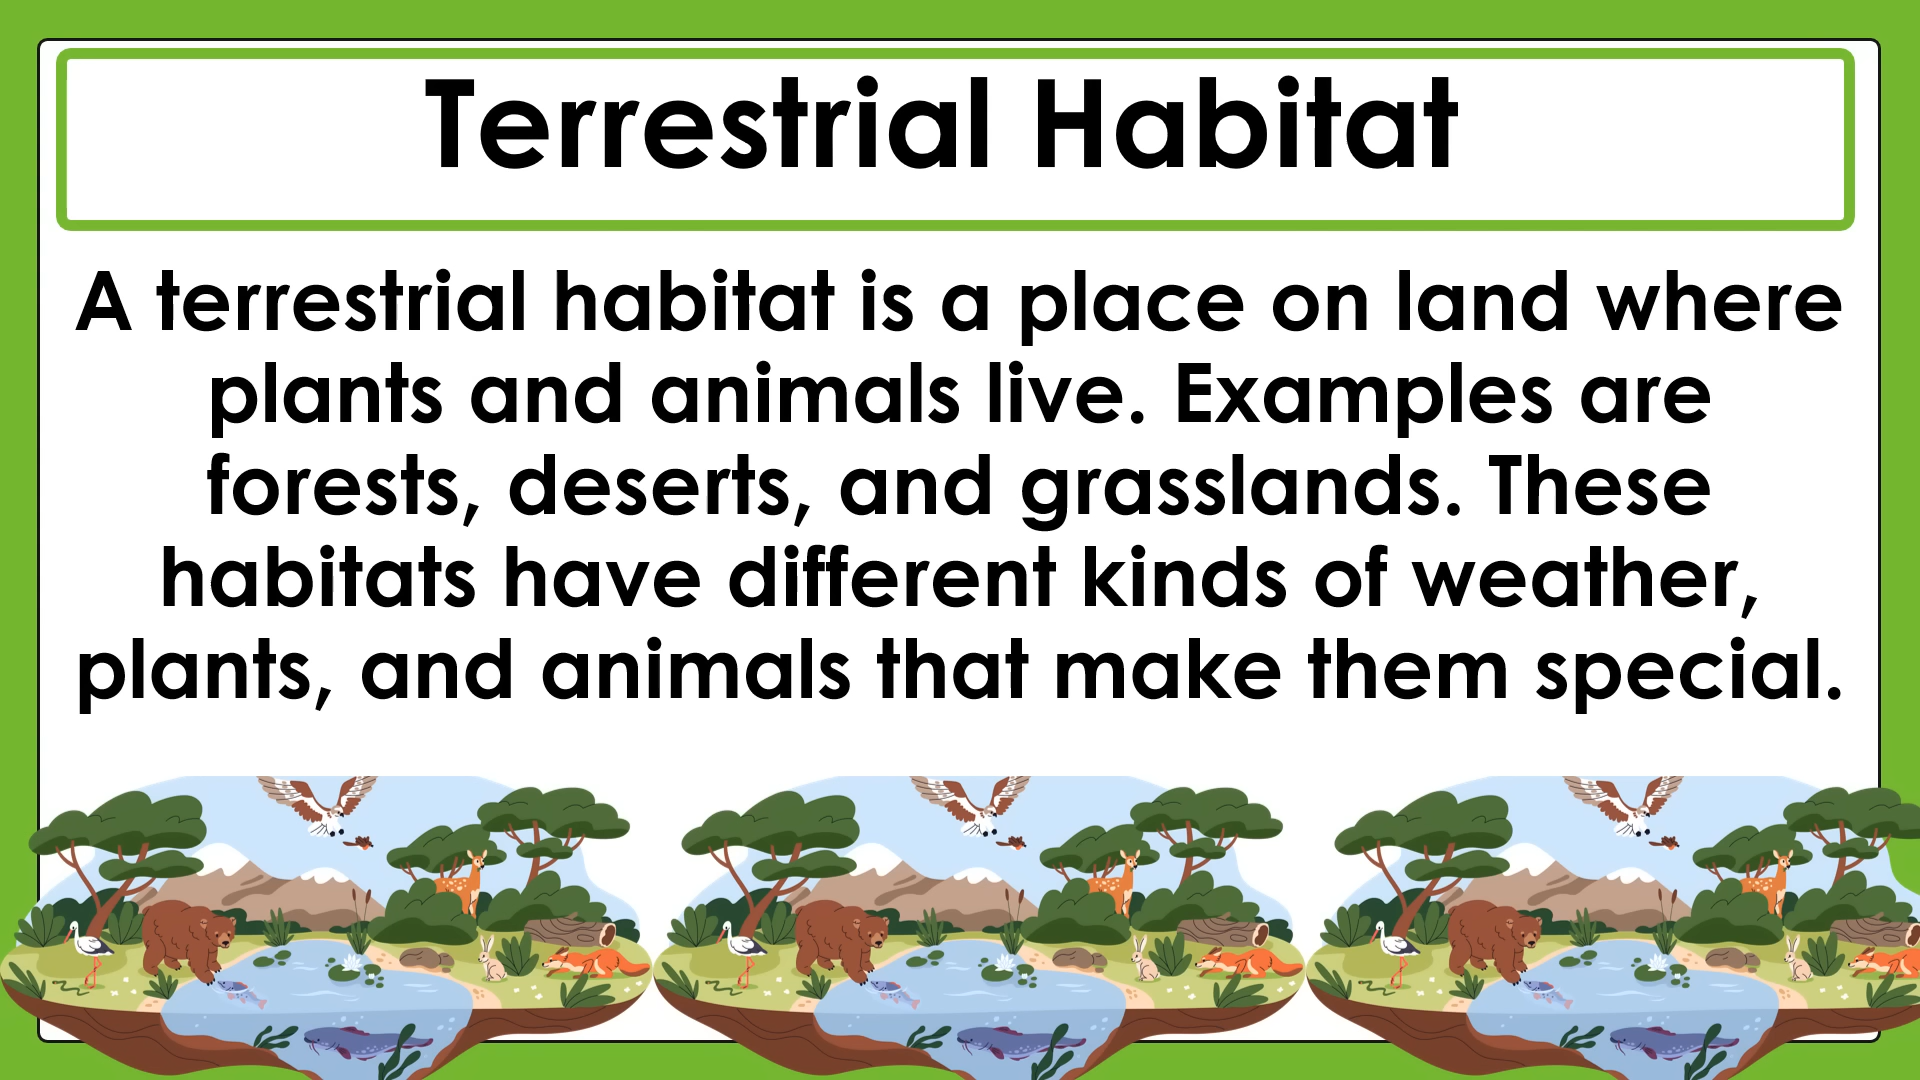 Terrestrial Habitat
A terrestrial habitat is a place on land where
plants and animals live. Examples are
forests, deserts, and grasslands. These
habitats have different kinds of weather,
plants, and animals that make them special.